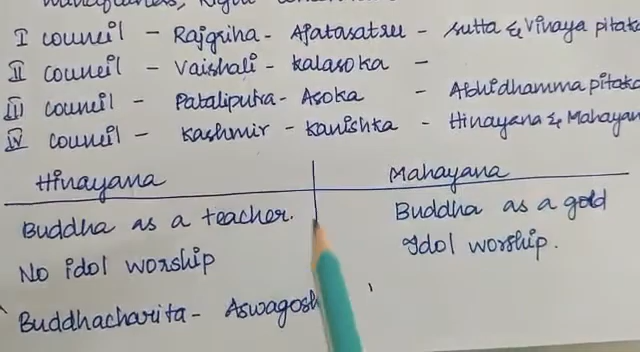 I council - Rajgriha - Ajatasatru - Sutta & Vinaya pitaka
II council - Vaishali - Kalasoka -
III council - Pataliputra - Asoka - Abhidhamma pitaka
IV council - Kashmir - Kanishka - Hinayana & Mahayan
Hinayana Mahayana
Buddha as a teacher. Buddha as a god
No idol worship Idol worship.
Buddhacharita - Aswagosh